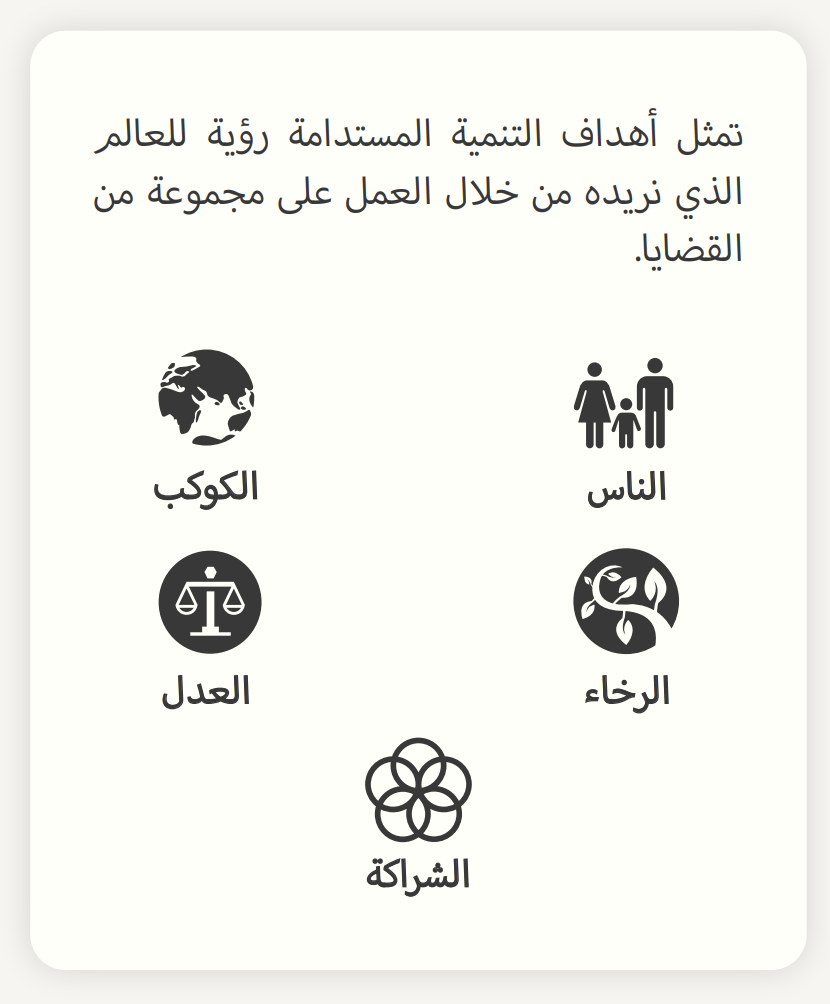 تمثل أهداف التنمية المستدامة رؤية للعالم
الذي نريده من خلال العمل على مجموعة من
القضايا.
الناس
الكوكب
الرخاء
العدل
الشراكة